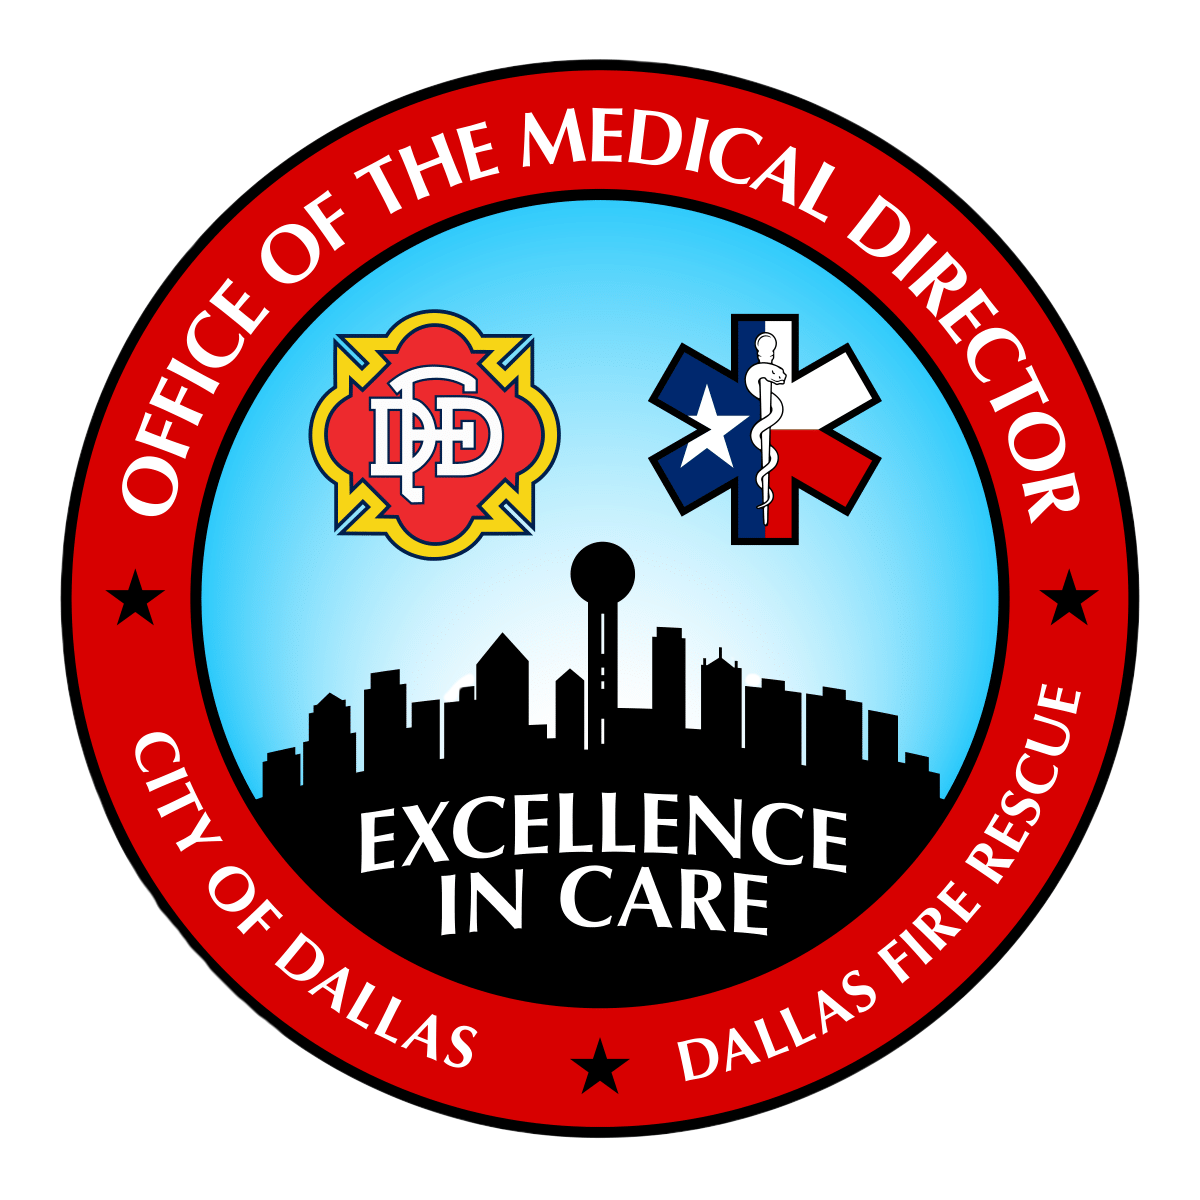 OFFICE OF THE MEDICAL DIRECTOR
DFD
EXCELLENCE
IN CARE
CITY OF DALLAS
DALLAS FIRE RESCUE